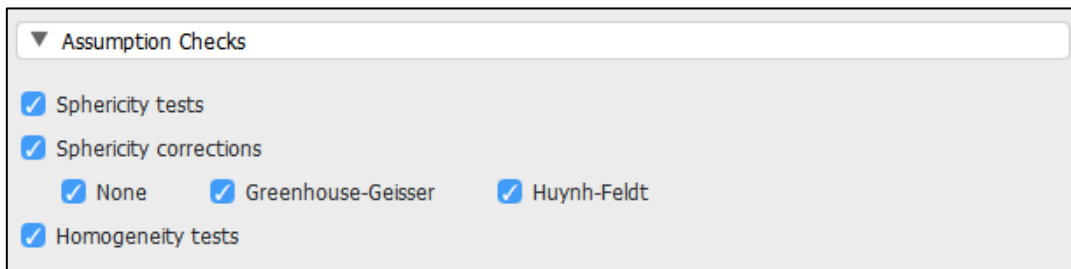 Assumption Checks
Sphericity tests
Sphericity corrections
None Greenhouse-Geisser Huynh-Feldt
Homogeneity tests